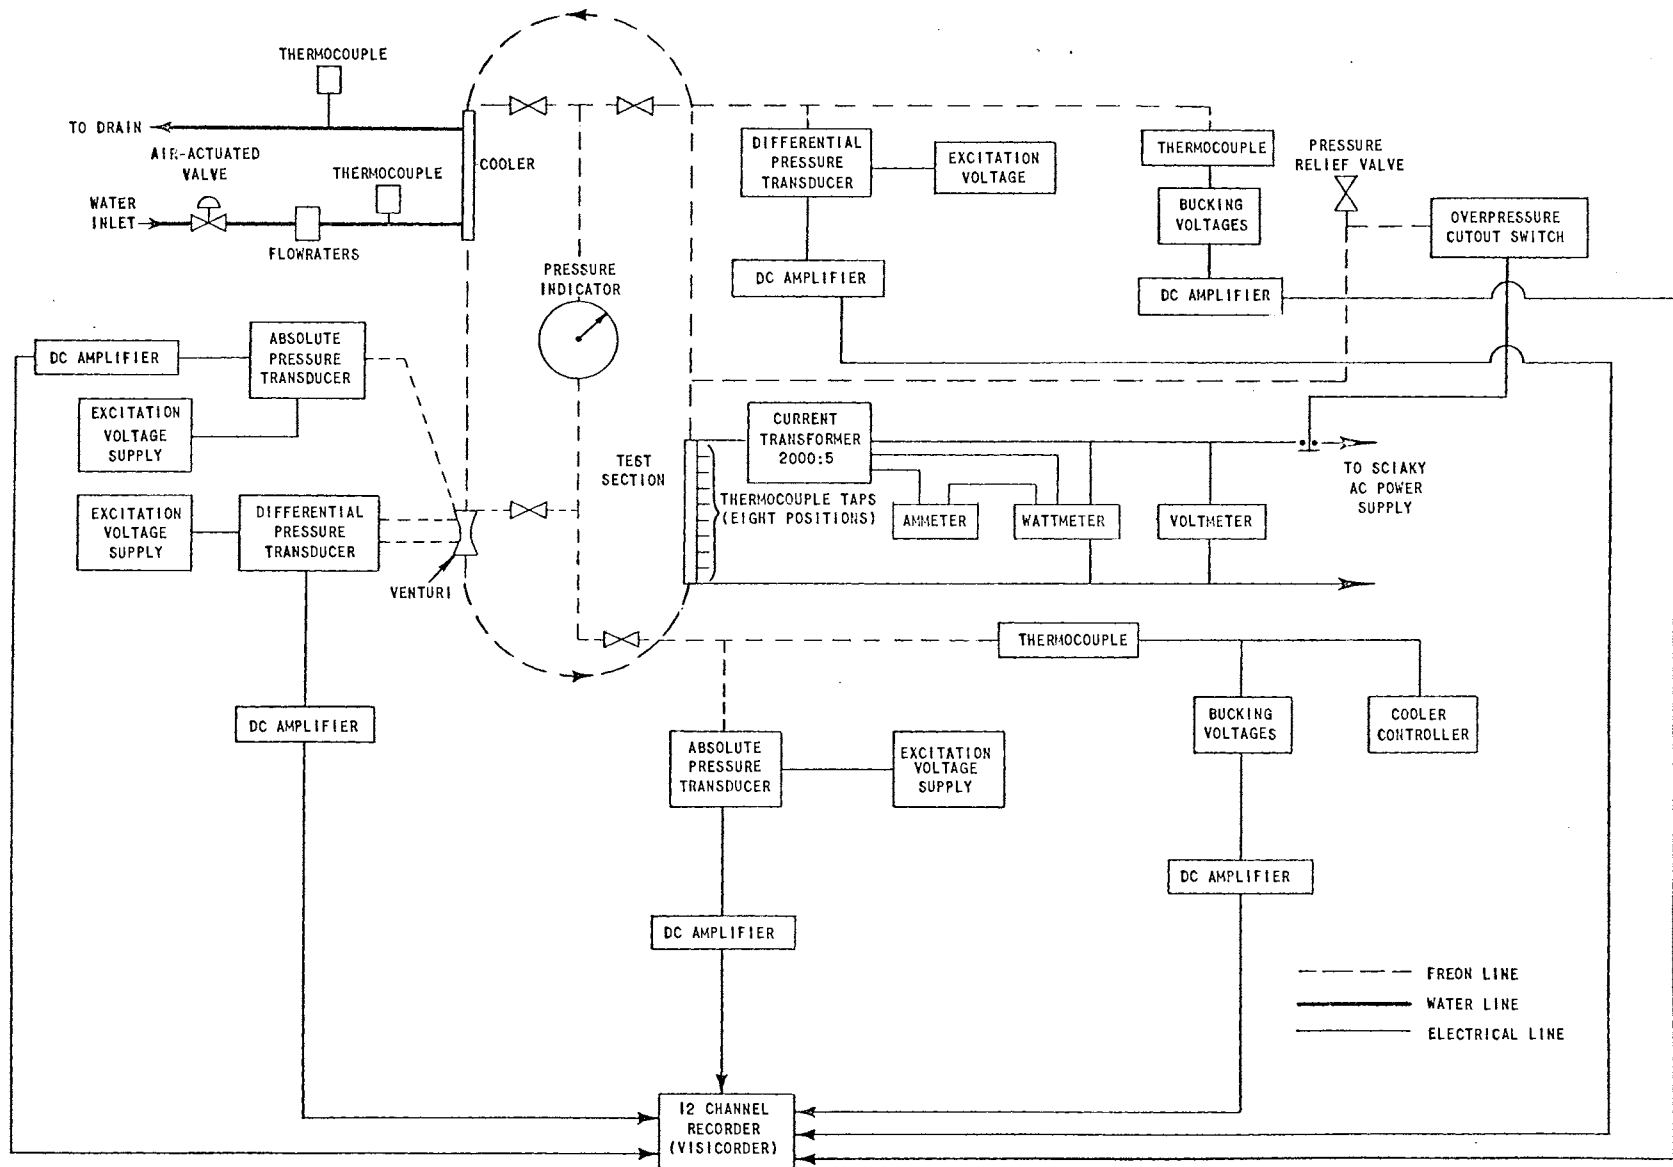 THERMOCOUPLE
TO DRAIN
AIR-ACTUATED
VALVE
THERMOCOUPLE
COOLER
WATER
INLET
FLOWRATERS
DIFFERENTIAL
PRESSURE
TRANSDUCER
EXCITATION
VOLTAGE
THERMOCOUPLE
PRESSURE
RELIEF VALVE
BUCKING
VOLTAGES
OVERPRESSURE
CUTOUT SWITCH
PRESSURE
INDICATOR
DC AMPLIFIER
DC AMPLIFIER
DC AMPLIFIER
ABSOLUTE
PRESSURE
TRANSDUCER
EXCITATION
VOLTAGE
SUPPLY
CURRENT
TRANSFORMER
2000:5
TEST
SECTION
TO SCIAKY
AC POWER
SUPPLY
THERMOCOUPLE TAPS
(EIGHT POSITIONS)
AMMETER
WATTMETER
VOLTMETER
EXCITATION
VOLTAGE
SUPPLY
DIFFERENTIAL
PRESSURE
TRANSDUCER
VENTURI
THERMOCOUPLE
DC AMPLIFIER
BUCKING
VOLTAGES
COOLER
CONTROLLER
ABSOLUTE
PRESSURE
TRANSDUCER
EXCITATION
VOLTAGE
SUPPLY
DC AMPLIFIER
DC AMPLIFIER
FREON LINE
WATER LINE
ELECTRICAL LINE
12 CHANNEL
RECORDER
(VISICORDER)